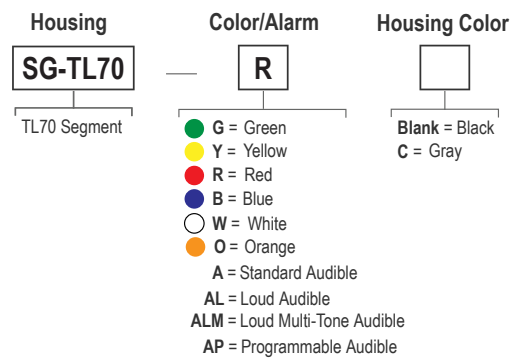 Housing Color/Alarm Housing Color
SG-TL70 — R
TL70 Segment
G = Green
Y = Yellow
R = Red
B = Blue
W = White
O = Orange
A = Standard Audible
AL = Loud Audible
ALM = Loud Multi-Tone Audible
AP = Programmable Audible
Blank = Black
C = Gray